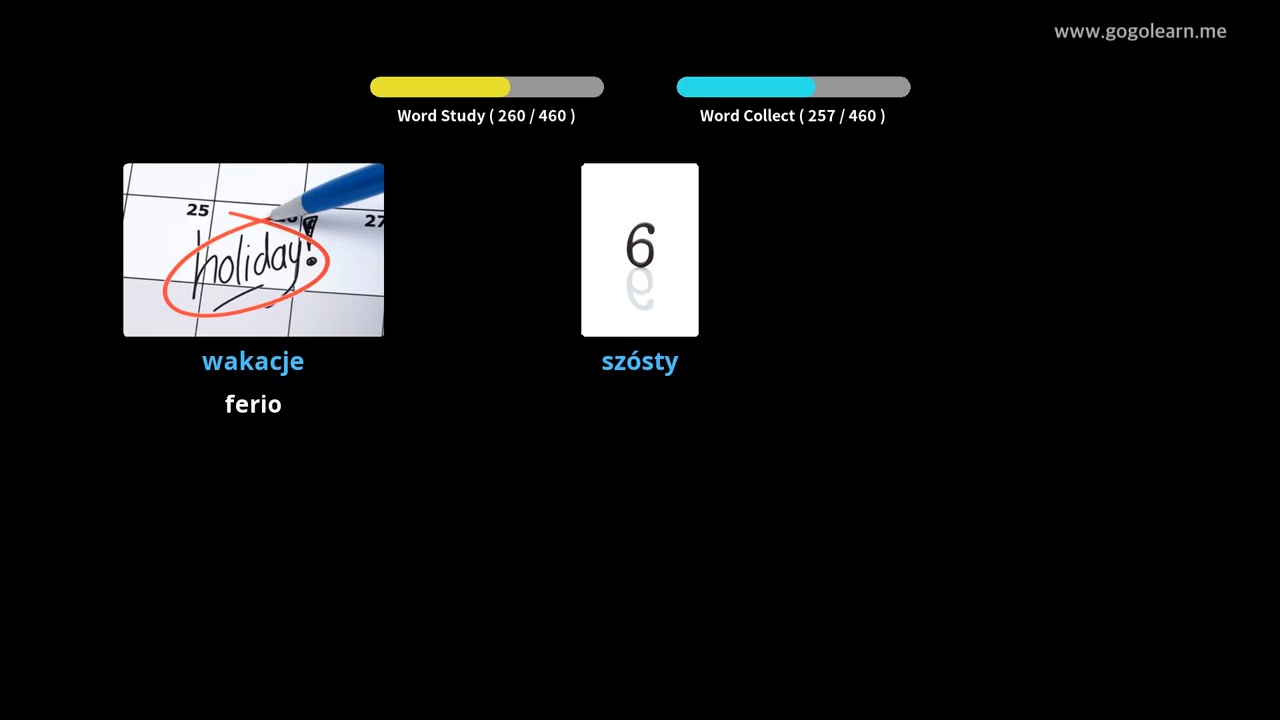 www.gogolearn.me
Word Study ( 260 / 460 )
Word Collect ( 257 / 460 )
25
27
holiday!
6
wakacje
szósty
ferio